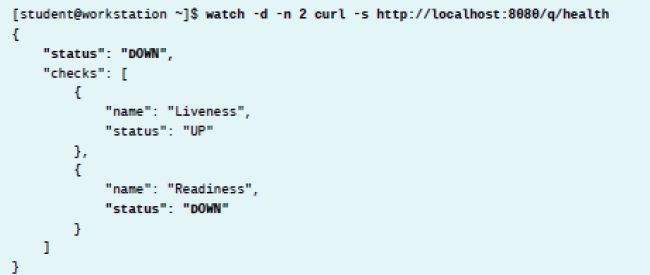 [student@workstation ~]$ watch -d -n 2 curl -s http://localhost:8080/q/health
{
    "status": "DOWN",
    "checks": [
        {
            "name": "Liveness",
            "status": "UP"
        },
        {
            "name": "Readiness",
            "status": "DOWN"
        }
    ]
}